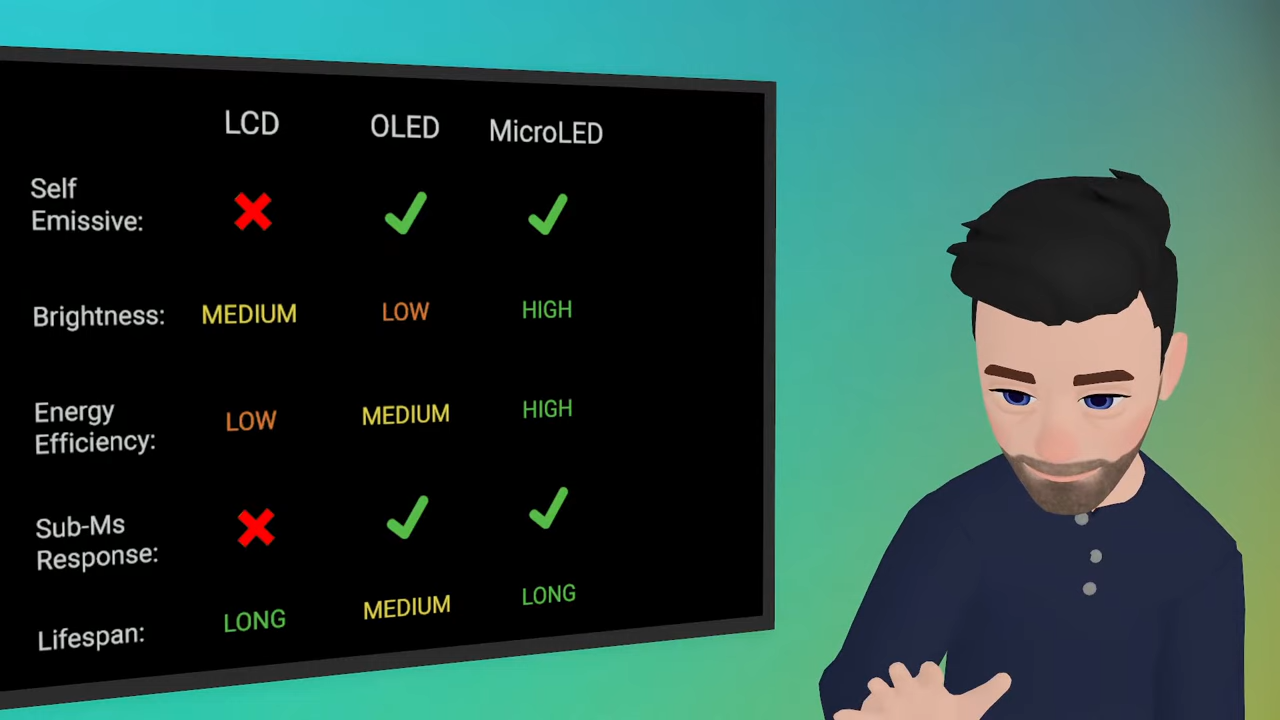 LCD OLED MicroLED
Self
Emissive:
Brightness: MEDIUM LOW HIGH
Energy
Efficiency: LOW MEDIUM HIGH
Sub-Ms
Response:
Lifespan: LONG MEDIUM LONG